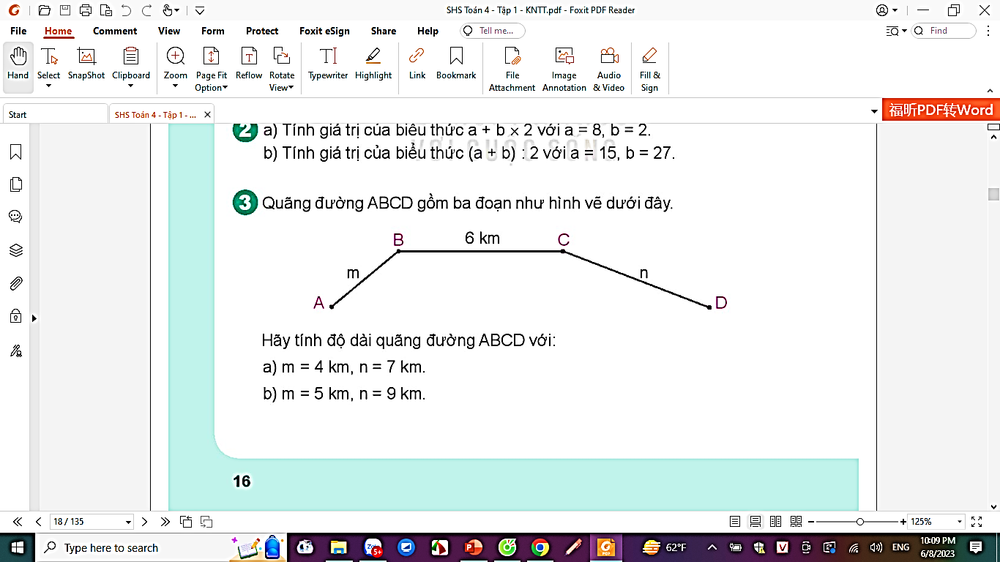 SHS Toán 4 - Tập 1 - KNTT.pdf - Foxit PDF Reader
File Home Comment View Form Protect Foxit eSign Share Help Tell me... Find
Hand Select SnapShot Clipboard Zoom Page Fit Option Reflow Rotate View Typewriter Highlight Link Bookmark File Attachment Image Annotation Audio & Video Fill & Sign
Start SHS Toán 4 - Tập 1 - ... 福昕PDF转Word
2 a) Tính giá trị của biểu thức a + b × 2 với a = 8, b = 2.
VỚI CUỘC SỐNG
b) Tính giá trị của biểu thức (a + b) : 2 với a = 15, b = 27.
3 Quãng đường ABCD gồm ba đoạn như hình vẽ dưới đây.
B 6 km C
m n
A D
Hãy tính độ dài quãng đường ABCD với:
a) m = 4 km, n = 7 km.
b) m = 5 km, n = 9 km.
16
18 / 135 125%
Type here to search 62°F ENG 10:09 PM
6/8/2023